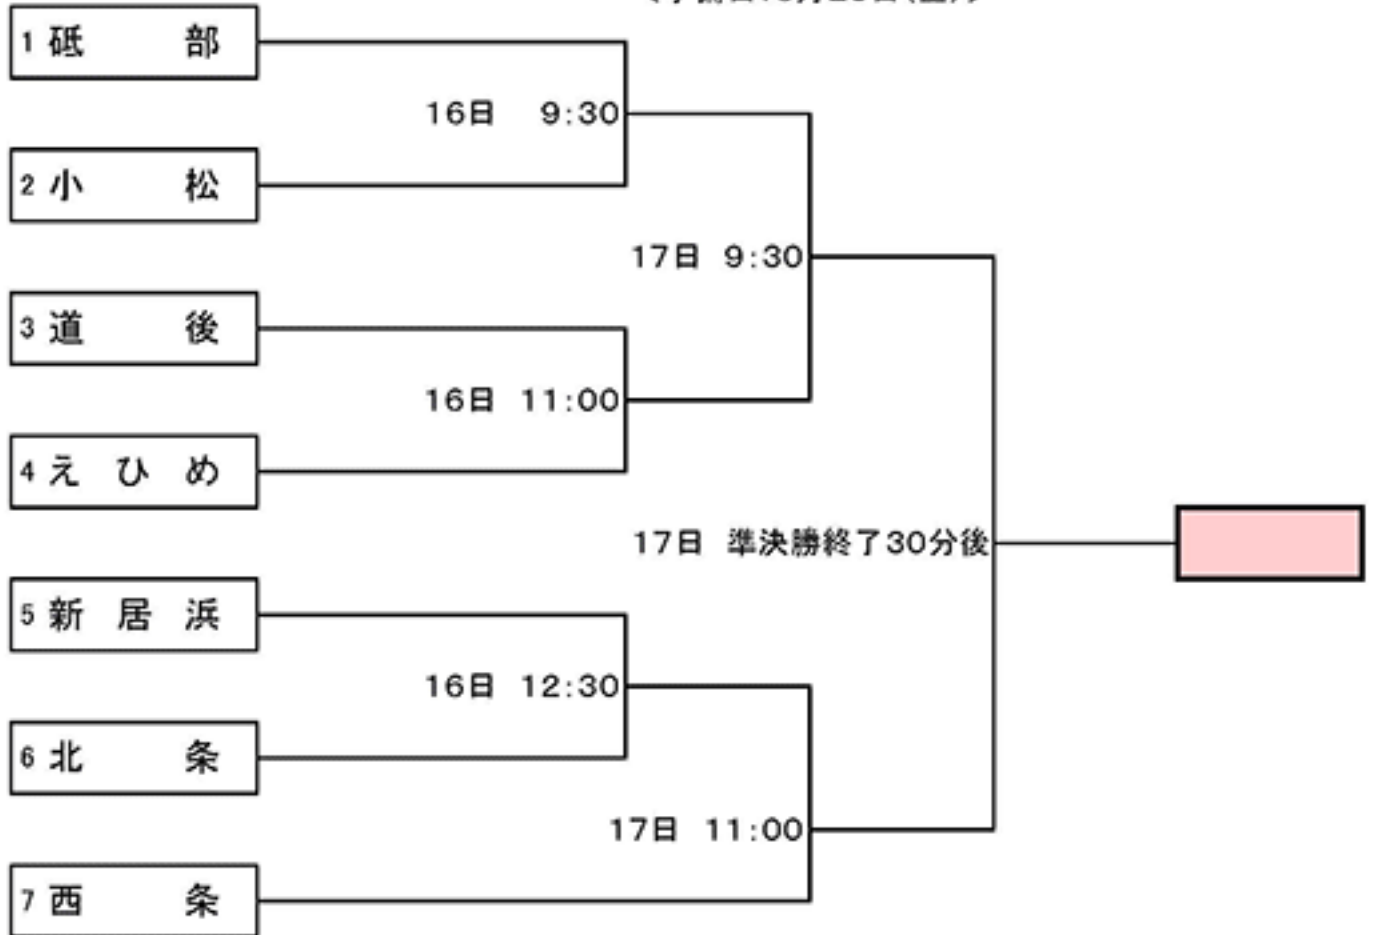 1 砥 部
16日 9:30
2 小 松
17日 9:30
3 道 後
16日 11:00
4 え ひ め
17日 準決勝終了30分後
5 新 居 浜
16日 12:30
6 北 条
17日 11:00
7 西 条